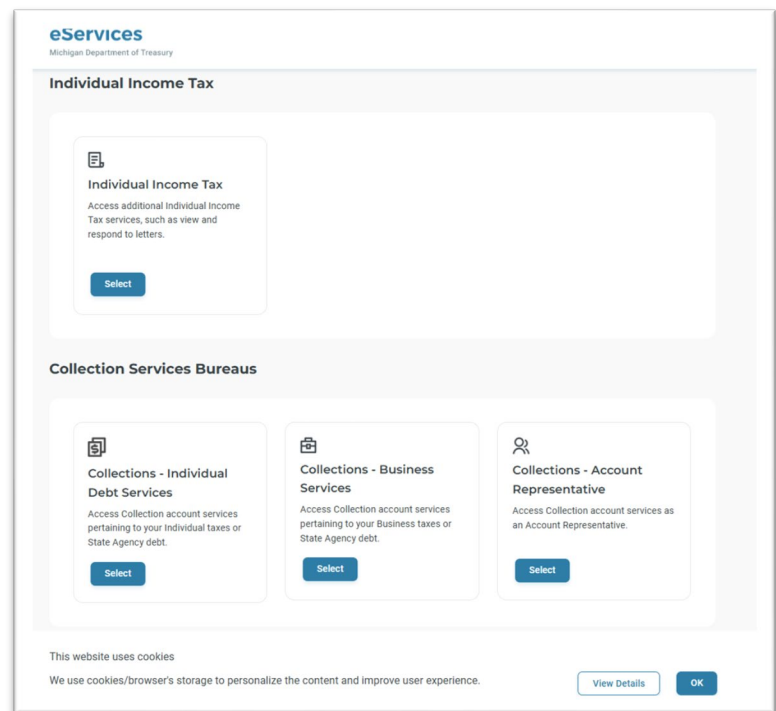 eServices
Michigan Department of Treasury
Individual Income Tax
Individual Income Tax
Access additional Individual Income
Tax services, such as view and
respond to letters.
Select
Collection Services Bureaus
Collections - Individual
Debt Services
Access Collection account services
pertaining to your Individual taxes or
State Agency debt.
Select
Collections - Business
Services
Access Collection account services
pertaining to your Business taxes or
State Agency debt.
Select
Collections - Account
Representative
Access Collection account services as
an Account Representative.
Select
This website uses cookies
We use cookies/browser's storage to personalize the content and improve user experience.
View Details
OK